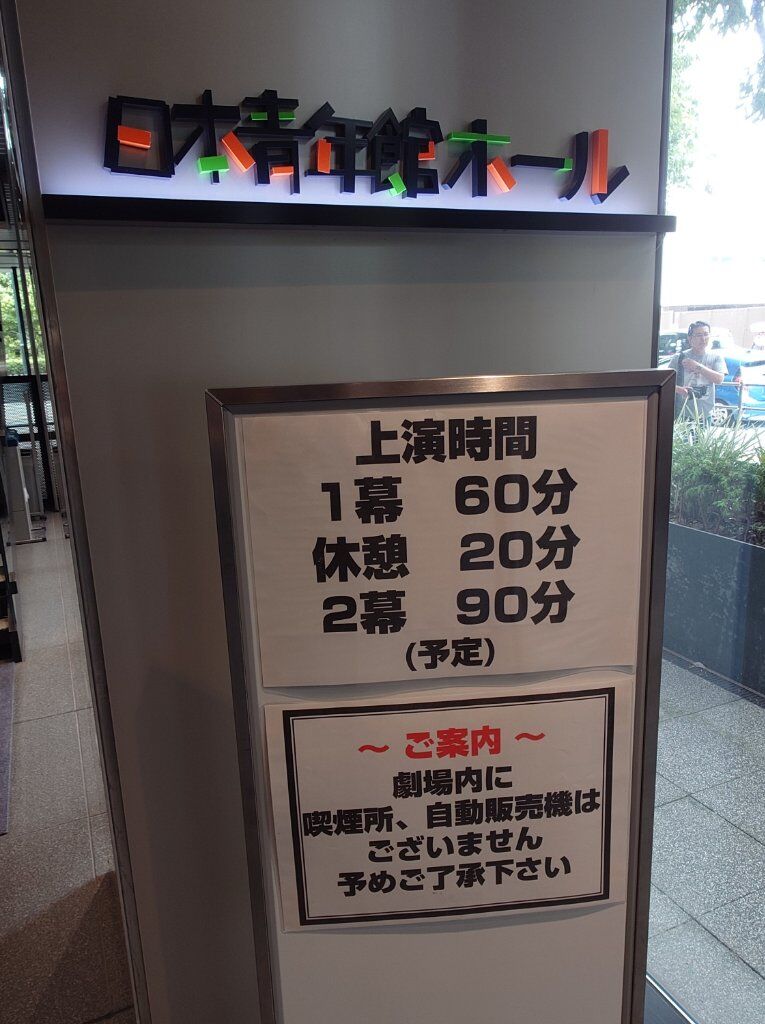 日本青年館ホール
上演時間
1幕 60分
休憩 20分
2幕 90分
(予定)
～ ご案内 ～
劇場内に
喫煙所、自動販売機は
ございません
予めご了承下さい